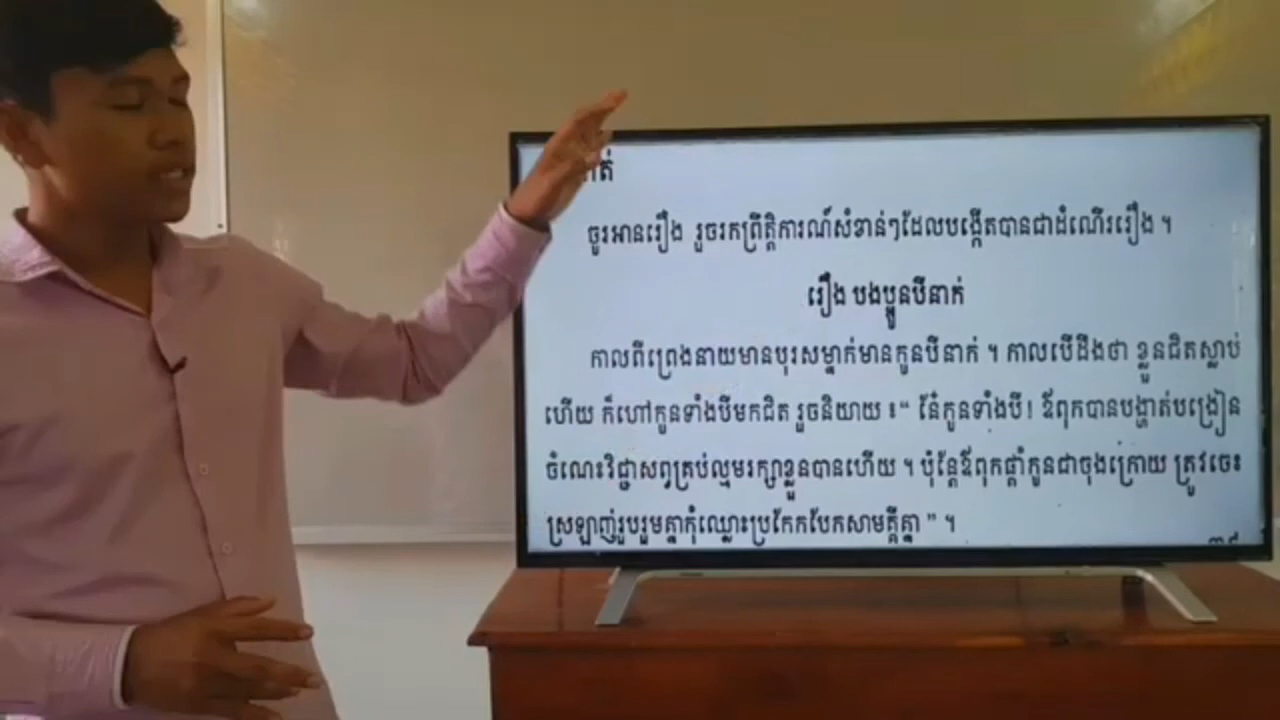 ចូរអានរឿង រួចរកព្រឹត្តិការណ៍សំខាន់ៗដែលបង្កើតបានជាដំណើររឿង ។
រឿង បងប្អូនបីនាក់
កាលពីព្រេងនាយមានបុរសម្នាក់មានកូនបីនាក់ ។ កាលបើដឹងថា ខ្លួនជិតស្លាប់
ហើយ ក៏ហៅកូនទាំងបីមកជិត រួចនិយាយ ៖“ នែ៎កូនទាំងបី! ឪពុកបានបង្ហាត់បង្រៀន
ចំណេះវិជ្ជាសព្វគ្រប់ល្មមរក្សាខ្លួនបានហើយ ។ ប៉ុន្តែឪពុកផ្តាំកូនជាចុងក្រោយ ត្រូវចេះ
ស្រឡាញ់រួបរួមគ្នាកុំឈ្លោះប្រកែកបែកសាមគ្គីគ្នា ” ។